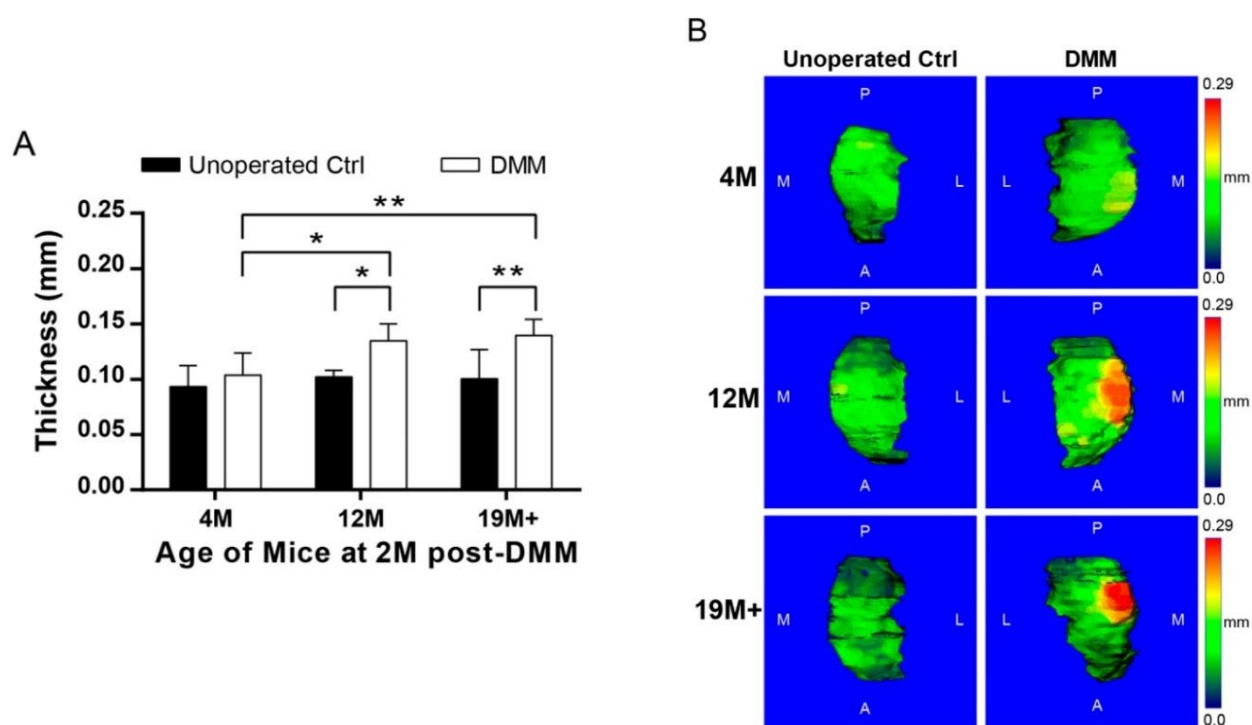 A
Unoperated Ctrl DMM
Thickness (mm)
0.25
0.20
0.15
0.10
0.05
0.00
**
*
*
**
4M 12M 19M+
Age of Mice at 2M post-DMM
B
Unoperated Ctrl DMM
4M
P
M L
A
P
L M
A
0.29
mm
0.0
12M
P
M L
A
P
L M
A
0.29
mm
0.0
19M+
P
M L
A
P
L M
A
0.29
mm
0.0